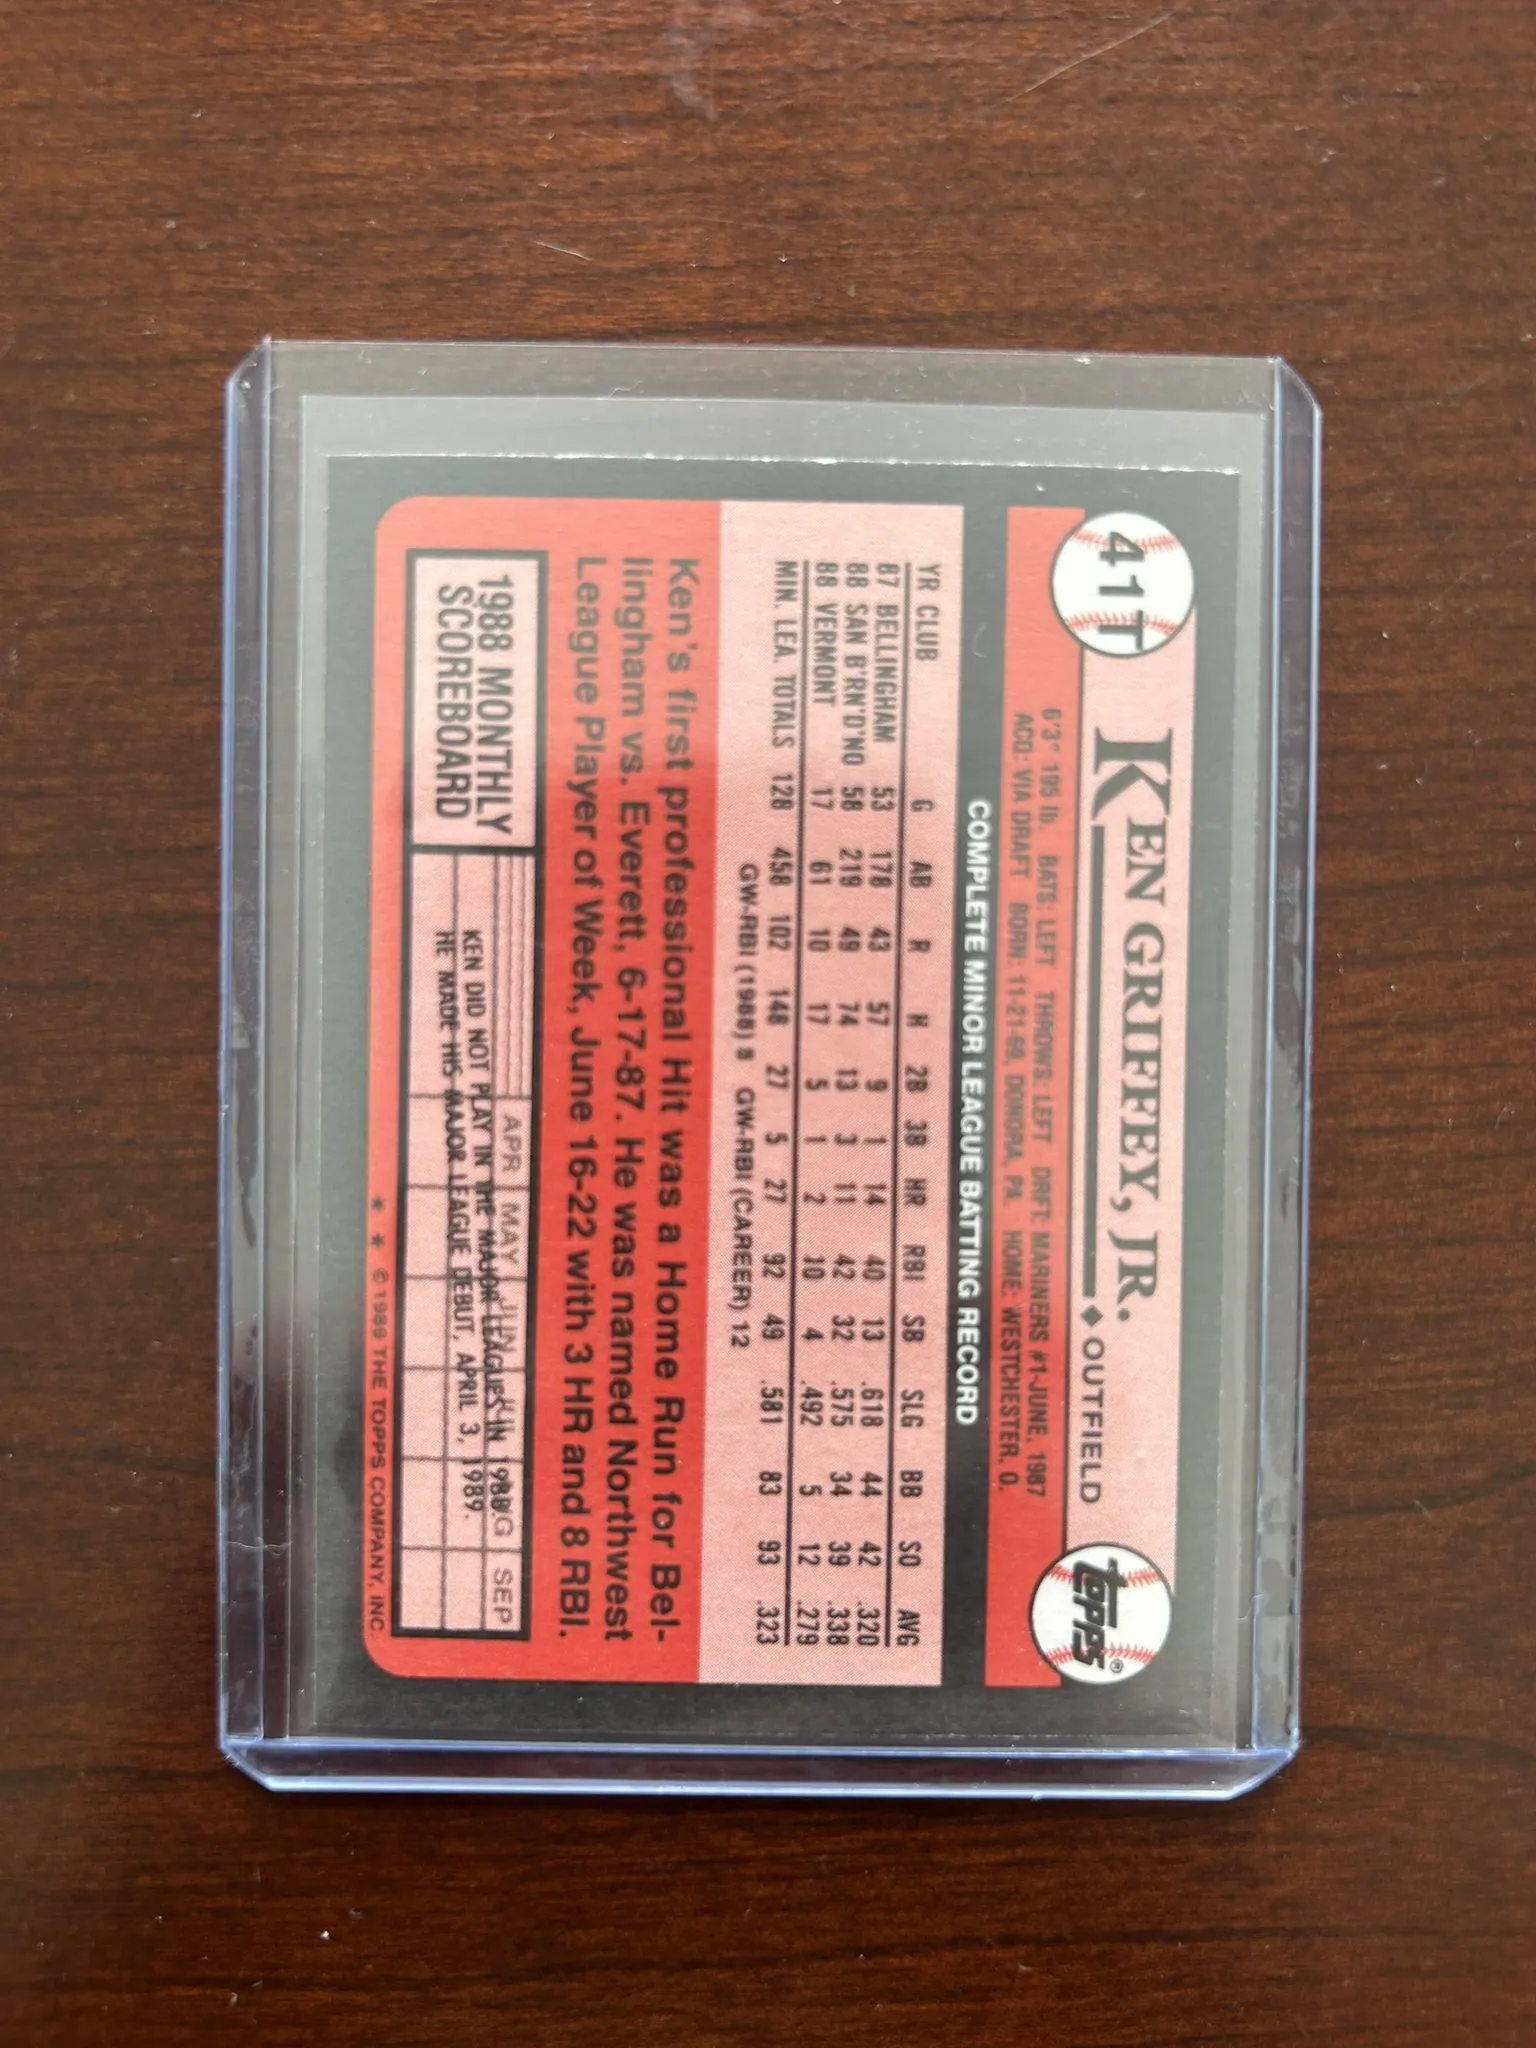 41T
KEN GRIFFEY, JR. ◆ OUTFIELD
TOPPS®
6'3" 195 lb. BATS: LEFT THROWS: LEFT DRFT: MARINERS #1-JUNE, 1987
ACQ: VIA DRAFT BORN: 11-21-69, DONORA, PA. HOME: WESTCHESTER, O.
COMPLETE MINOR LEAGUE BATTING RECORD
YR CLUB G AB R H 2B 3B HR RBI SB SLG BB SO AVG
87 BELLINGHAM 53 178 43 57 9 1 14 40 13 .618 44 42 .320
88 SAN B'RN'D'NO 58 219 49 74 13 3 11 42 32 .575 34 39 .338
88 VERMONT 17 61 10 17 5 1 2 10 4 .492 5 12 .279
MIN. LEA. TOTALS 128 458 102 148 27 5 27 92 49 .581 83 93 .323
GW-RBI (1988) 8 GW-RBI (CAREER) 12
Ken's first professional Hit was a Home Run for Bel-
lingham vs. Everett, 6-17-87. He was named Northwest
League Player of Week, June 16-22 with 3 HR and 8 RBI.
1988 MONTHLY
SCOREBOARD
APR MAY JUN JUL AUG SEP
KEN DID NOT PLAY IN THE MAJOR LEAGUES IN 1988.
HE MADE HIS MAJOR LEAGUE DEBUT, APRIL 3, 1989.
* * © 1989 THE TOPPS COMPANY, INC.